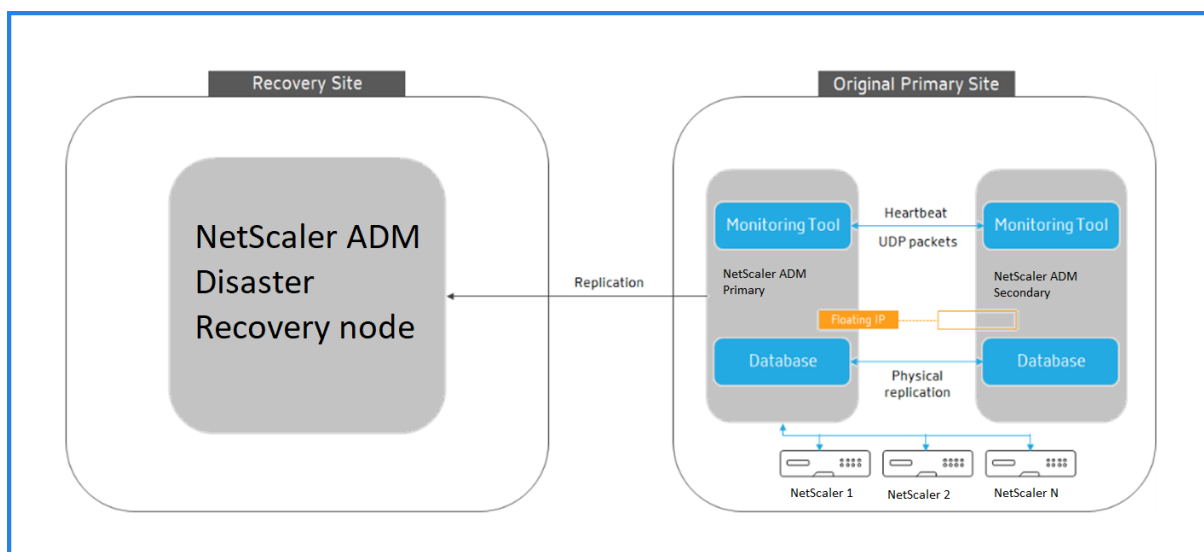 Recovery Site
NetScaler ADM
Disaster
Recovery node
Replication
Original Primary Site
Monitoring Tool
Heartbeat
UDP packets
Monitoring Tool
NetScaler ADM
Primary
NetScaler ADM
Secondary
Floating IP
Database
Physical
replication
Database
NetScaler 1
NetScaler 2
NetScaler N